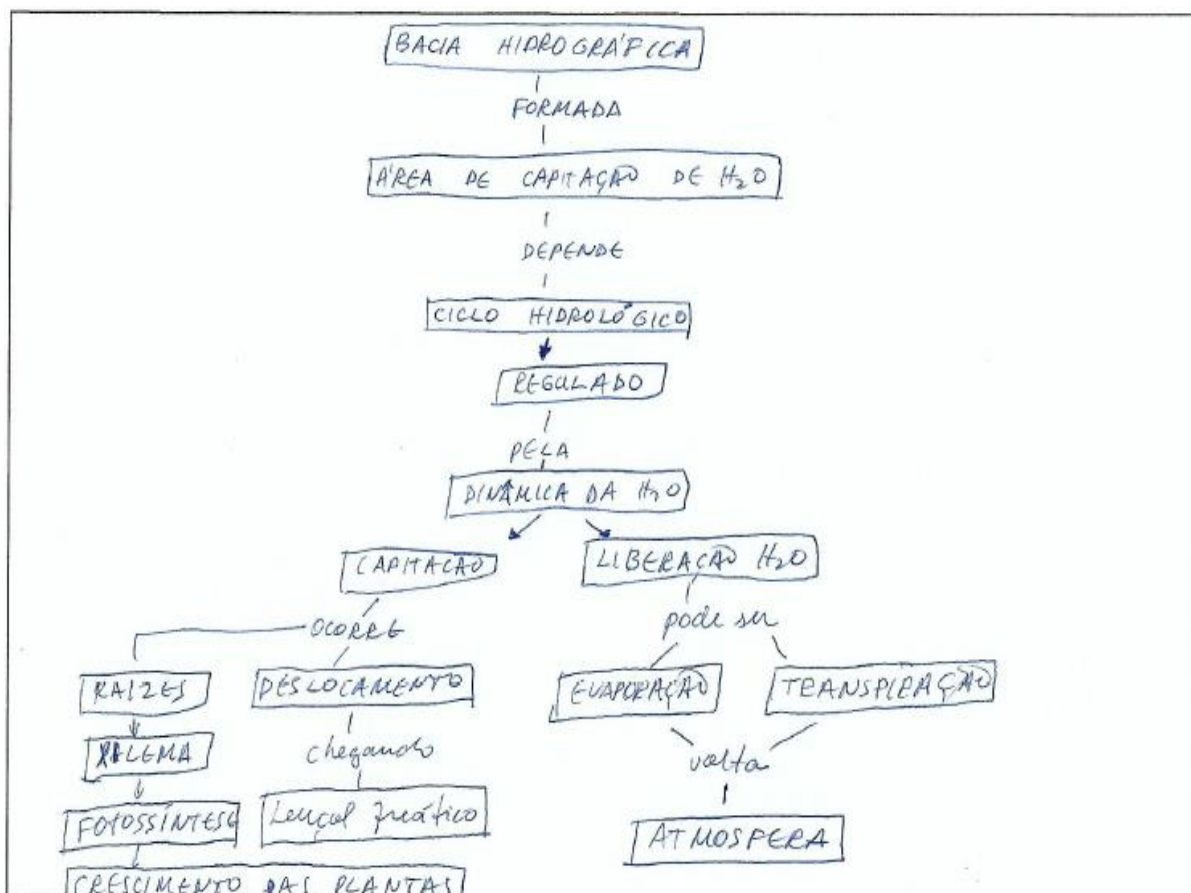 BACIA HIDROGRÁFICA
FORMADA
ÁREA DE CAPITAÇÃO DE H₂O
DEPENDE
CICLO HIDROLÓGICO
REGULADO
PELA
DINÂMICA DA H₂O
CAPITACÃO LIBERAÇÃO H₂O
OCORRE pode ser
RAIZES DESLOCAMENTO EVAPORAÇÃO TRANSPIRAÇÃO
XILEMA chegando volta
FOTOSSÍNTESE Lençol freático ATMOSFERA
CRESCIMENTO DAS PLANTAS